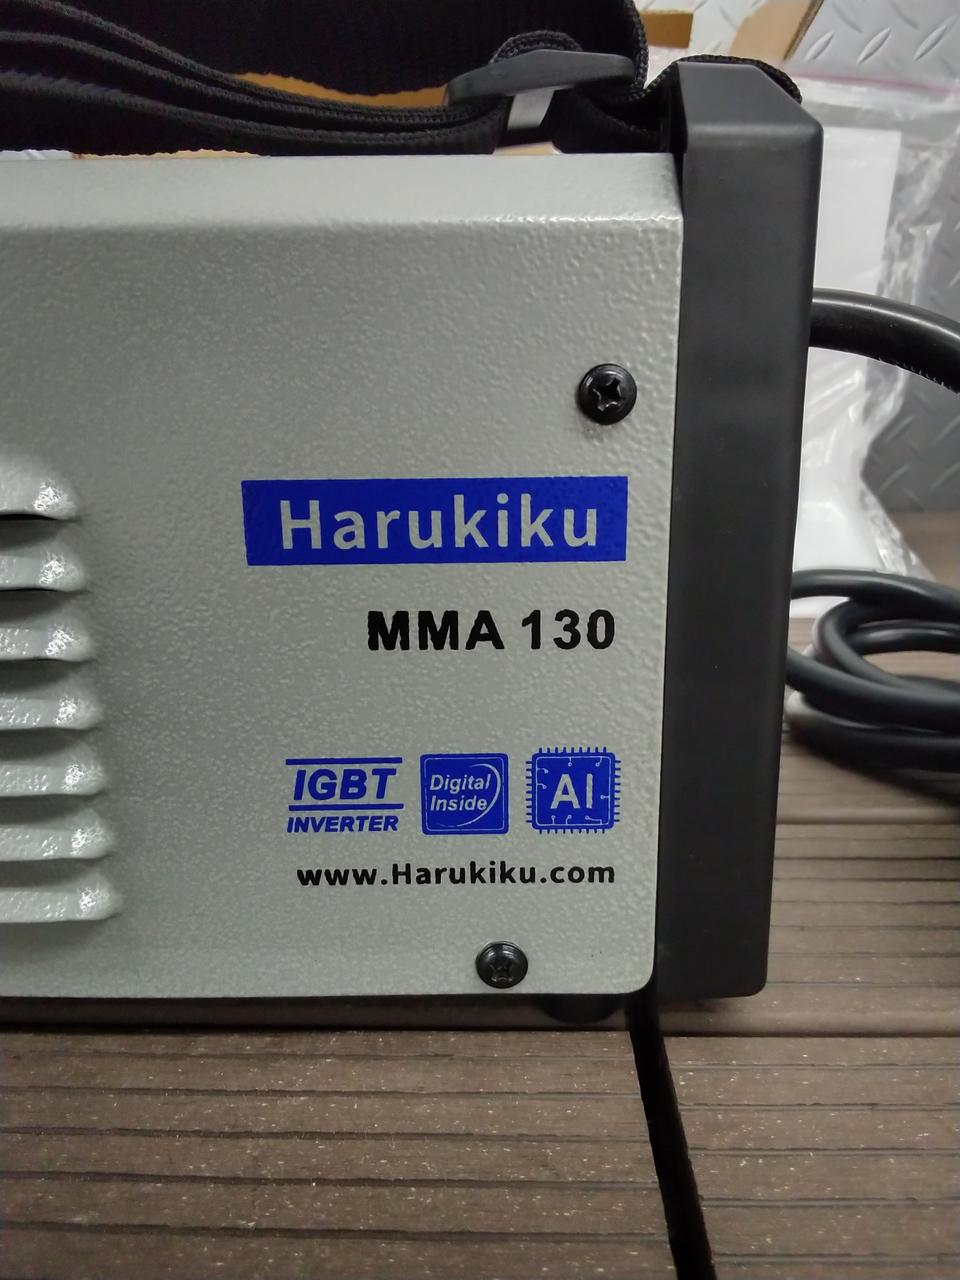 Harukiku
MMA 130
IGBT
INVERTER
Digital
Inside
AI
www.Harukiku.com